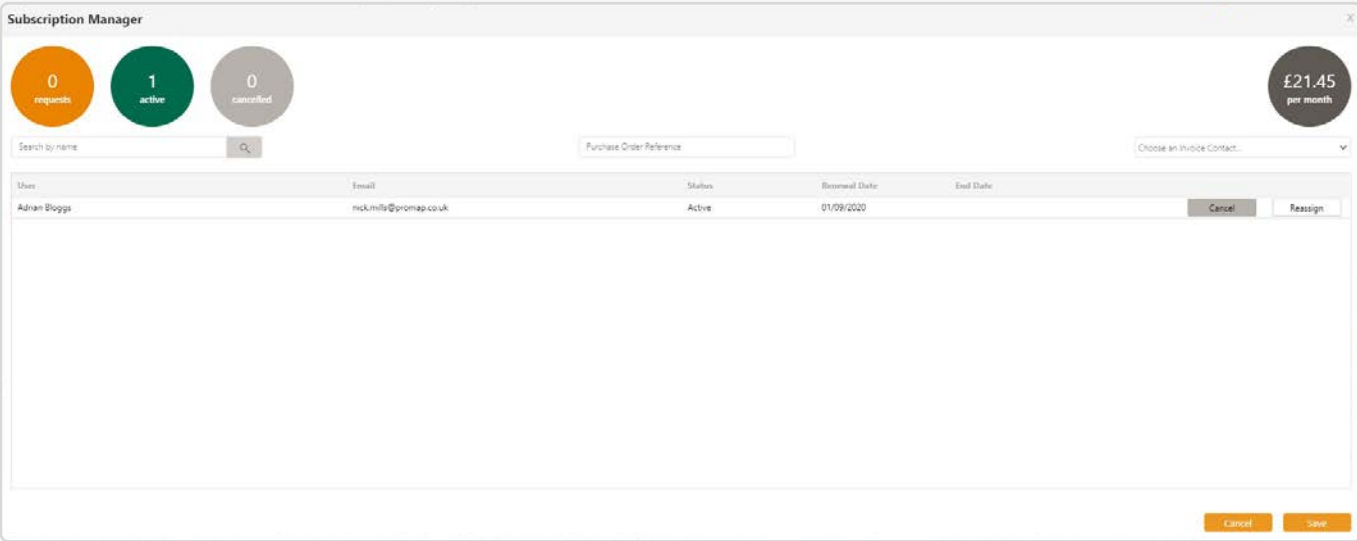 Subscription Manager
X
0
requests
1
active
0
cancelled
£21.45
per month
Search by name
Purchase Order Reference
Choose an Invoice Contact...
User Email Status Renewal Date End Date
Adrian Bloggs nick.mills@promap.co.uk Active 01/09/2020 Cancel Reassign
Cancel Save